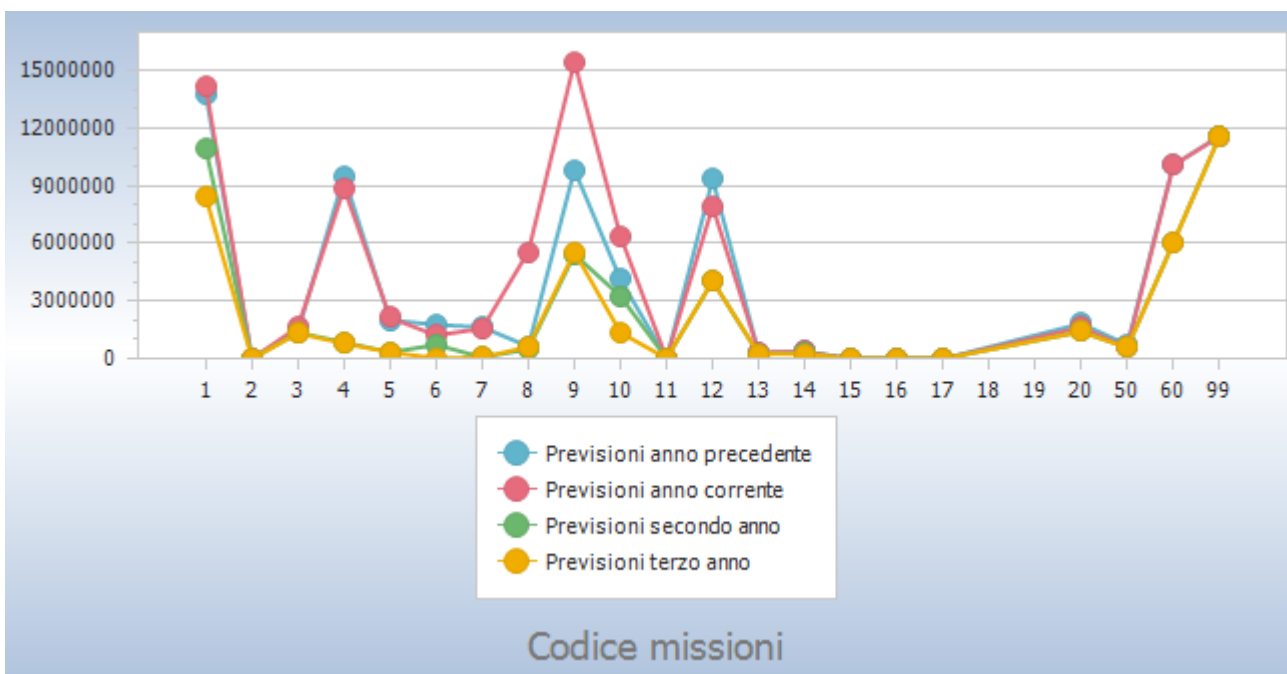 15000000
12000000
9000000
6000000
3000000
0
1 2 3 4 5 6 7 8 9 10 11 12 13 14 15 16 17 18 19 20 50 60 99
Previsioni anno precedente
Previsioni anno corrente
Previsioni secondo anno
Previsioni terzo anno
Codice missioni